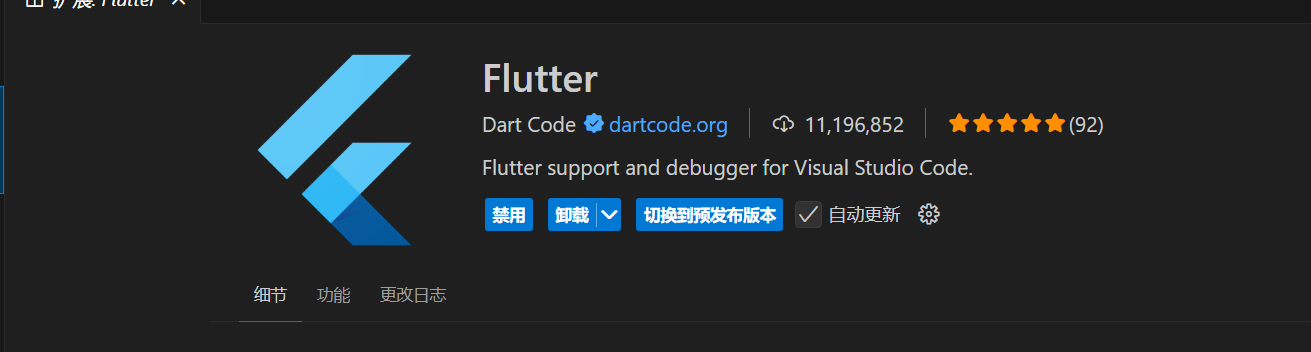 扩展: Flutter
Flutter
Dart Code dartcode.org 11,196,852 (92)
Flutter support and debugger for Visual Studio Code.
禁用 卸载 切换到预发布版本 自动更新
细节 功能 更改日志